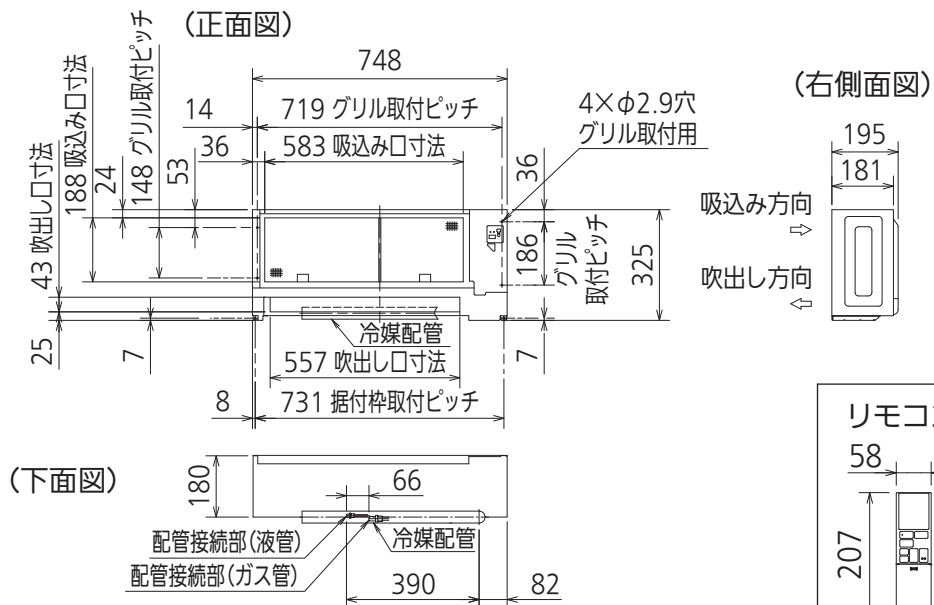 (正面図)
748
14
719 グリル取付ピッチ
36
583 吸込み口寸法
4×φ2.9穴
グリル取付用
43 吹出し口寸法
188 吸込み口寸法
24
148 グリル取付ピッチ
53
36
186
グリル
取付ピッチ
325
25
7
冷媒配管
7
557 吹出し口寸法
8
731 据付枠取付ピッチ
(右側面図)
195
181
吸込み方向
吹出し方向
(下面図)
180
66
配管接続部(液管)
冷媒配管
配管接続部(ガス管)
390
82
リモコ
58
207